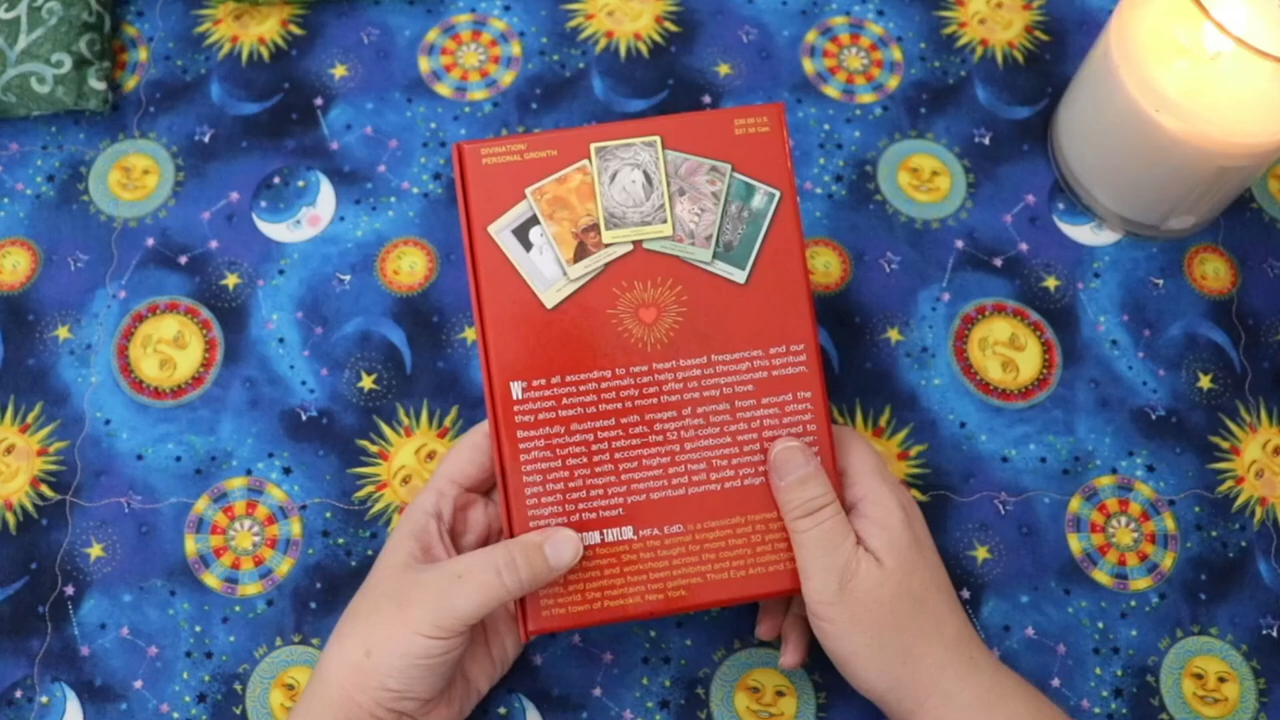 DIVINATION/
PERSONAL GROWTH
$30.00 U.S.
$37.50 Can.
We are all ascending to new heart-based frequencies, and our
interactions with animals can help guide us through this spiritual
evolution. Animals not only can offer us compassionate wisdom,
they also teach us there is more than one way to love.
Beautifully illustrated with images of animals from around the
world—including bears, cats, dragonflies, lions, manatees, otters,
puffins, turtles, and zebras—the 52 full-color cards of this animal-
centered deck and accompanying guidebook were designed to
help unite you with your higher consciousness and
gies that will inspire, empower, and heal. The animals
on each card are your mentors and will guide you
insights to accelerate your spiritual journey and align
energies of the heart.
DON-TAYLOR, MFA, EdD, is a classically trained
focuses on the animal kingdom and its
humans. She has taught for more than 30 years
lectures and workshops across the country, and
prints, and paintings have been exhibited and are in
the world. She maintains two galleries, Third Eye Arts and
in the town of Peekskill, New York.